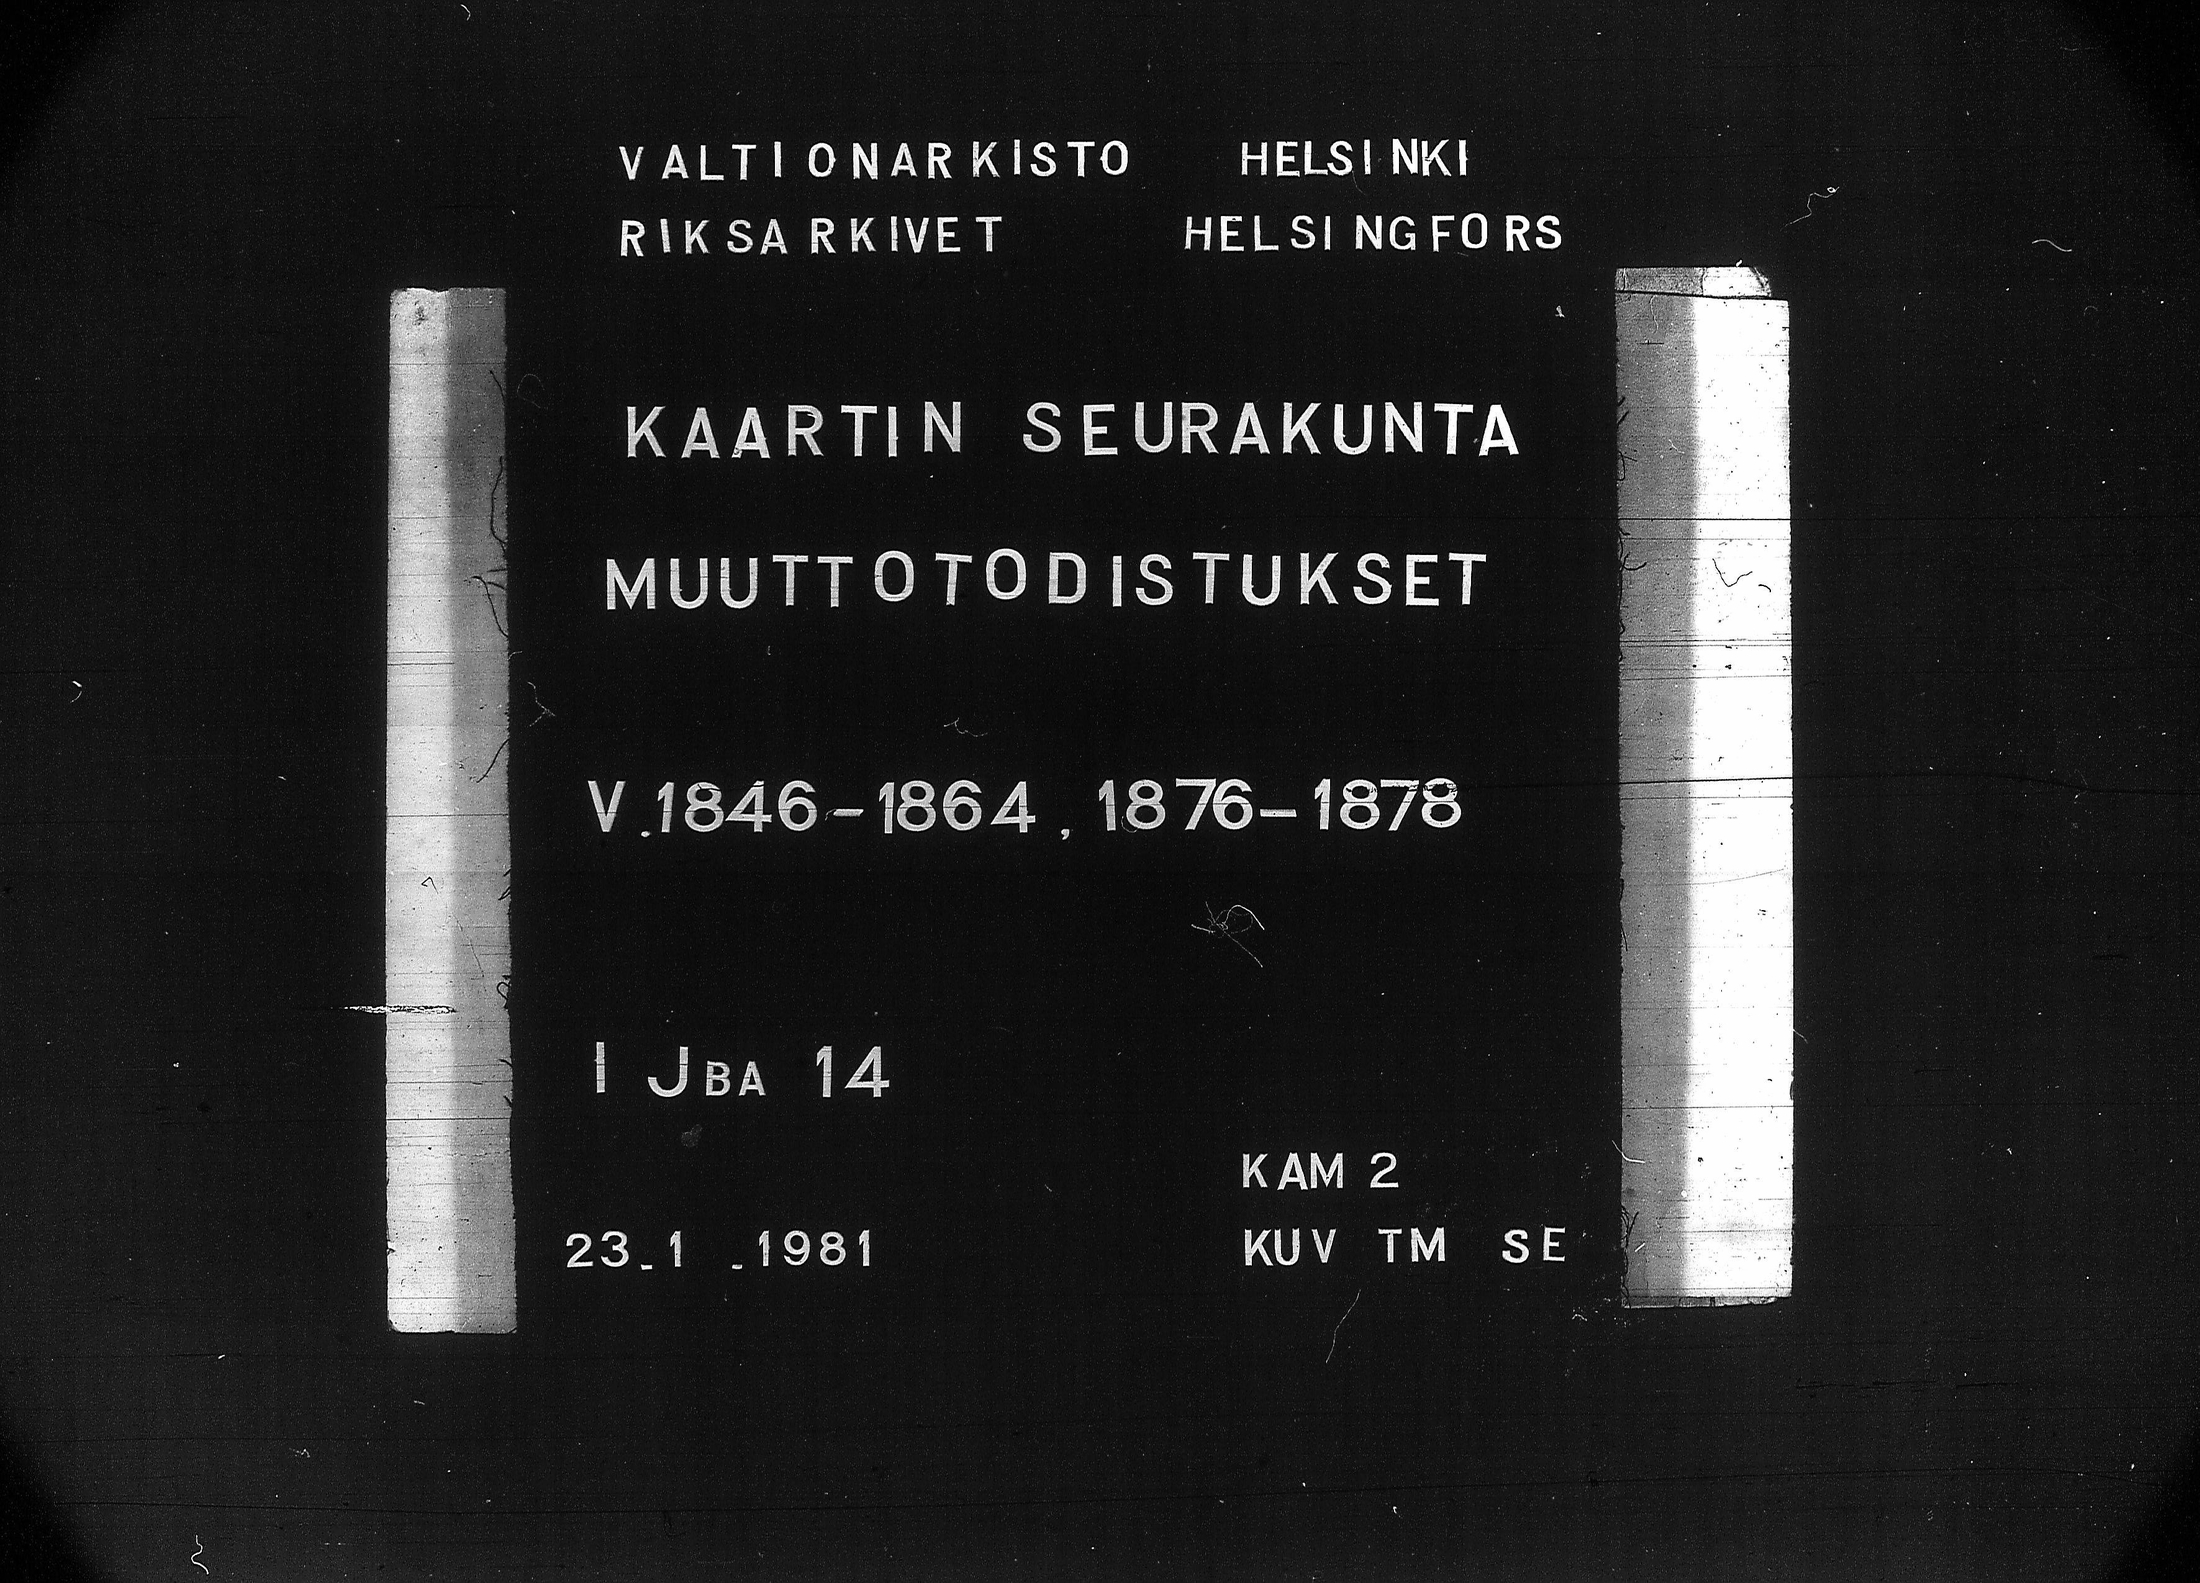 VALTIONARKISTO HELSINKI
RIKSARKIVET HELSINGFORS
KAARTIN SEURAKUNTA
MUUTTOTODISTUKSET
V.1846-1864, 1876-1878
I JBA 14
KAM 2
23.1 .1981 KUV TM SE